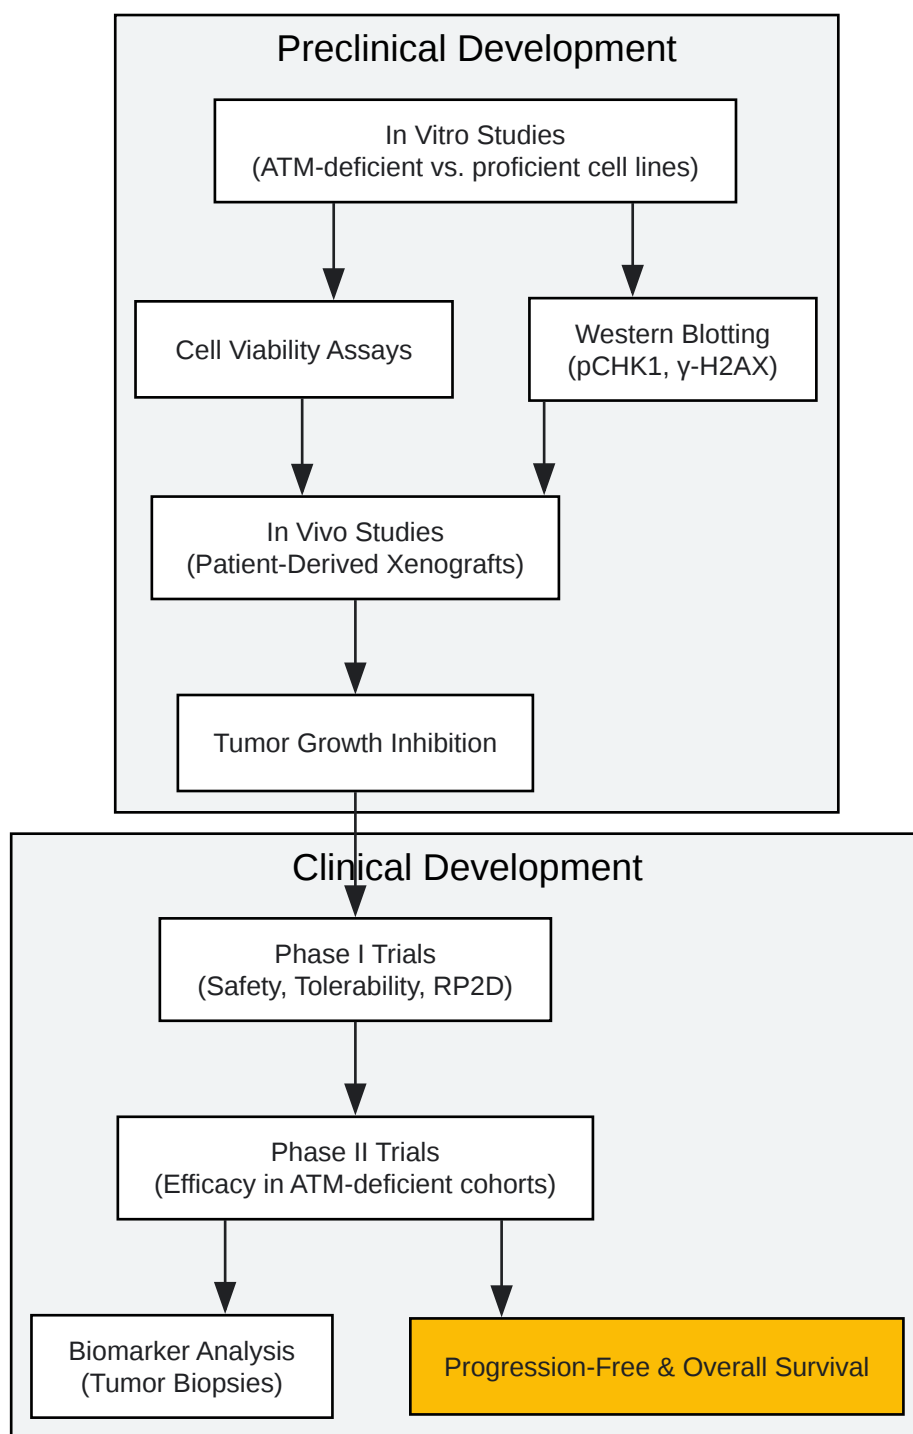 Preclinical Development
In Vitro Studies
(ATM-deficient vs. proficient cell lines)
Cell Viability Assays
Western Blotting
(pCHK1, γ-H2AX)
In Vivo Studies
(Patient-Derived Xenografts)
Tumor Growth Inhibition
Clinical Development
Phase I Trials
(Safety, Tolerability, RP2D)
Phase II Trials
(Efficacy in ATM-deficient cohorts)
Biomarker Analysis
(Tumor Biopsies)
Progression-Free & Overall Survival